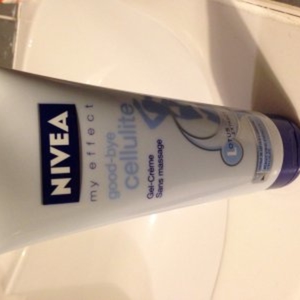 NIVEA
my effect
good-bye
cellulite
Gel-Crème
Sans massage